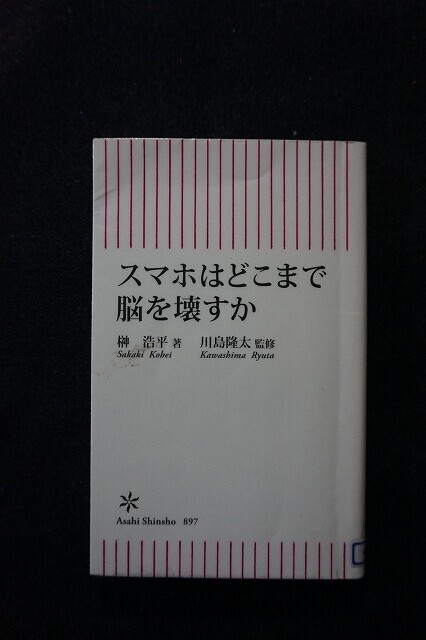 スマホはどこまで
脳を壊すか
榊 浩平 著 川島隆太 監修
Sakaki Kohei Kawashima Ryuta
Asahi Shinsho 897